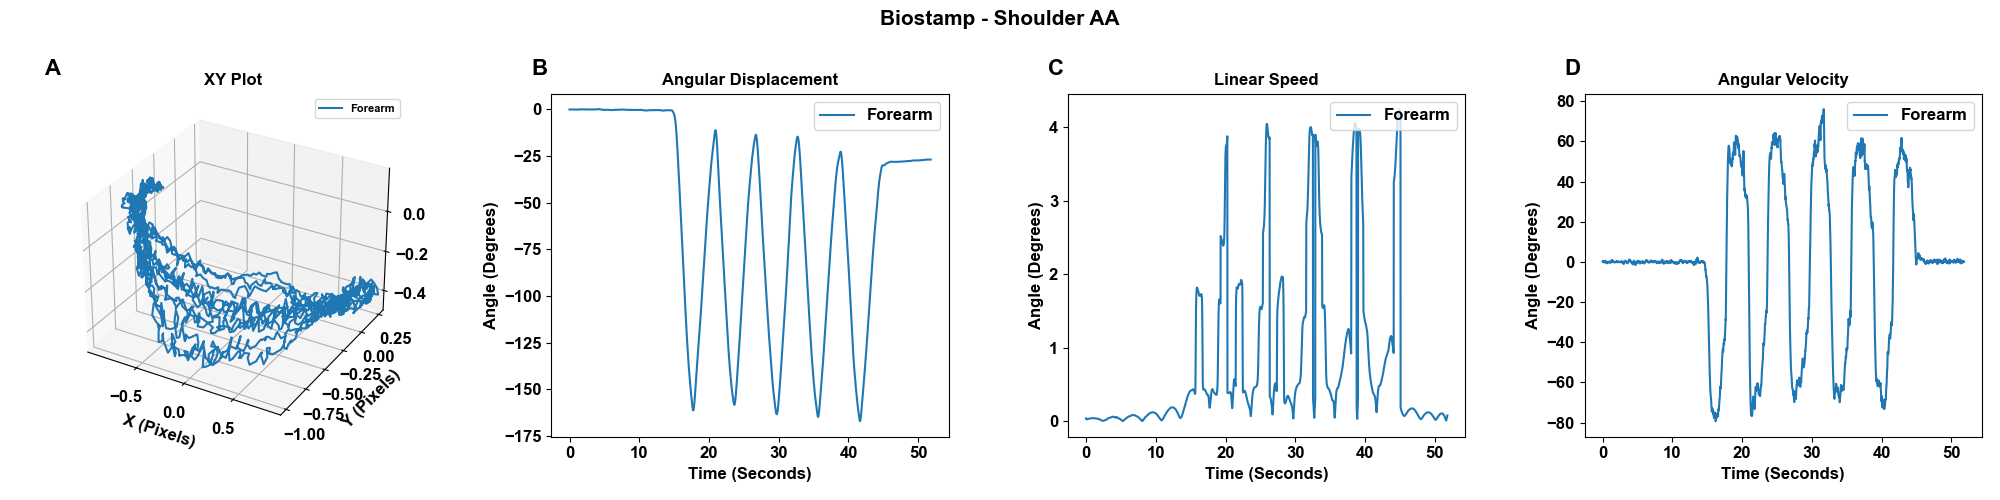 Biostamp - Shoulder AA
A
XY Plot
Forearm
0.0
−0.2
−0.4
0.25
0.00
−0.25
−0.50
−0.75
−1.00
Y (Pixels)
−0.5
0.0
0.5
X (Pixels)
B
Angular Displacement
Forearm
0
−25
−50
−75
−100
−125
−150
−175
Angle (Degrees)
0 10 20 30 40 50
Time (Seconds)
C
Linear Speed
Forearm
4
3
2
1
0
Angle (Degrees)
0 10 20 30 40 50
Time (Seconds)
D
Angular Velocity
Forearm
80
60
40
20
0
−20
−40
−60
−80
Angle (Degrees)
0 10 20 30 40 50
Time (Seconds)